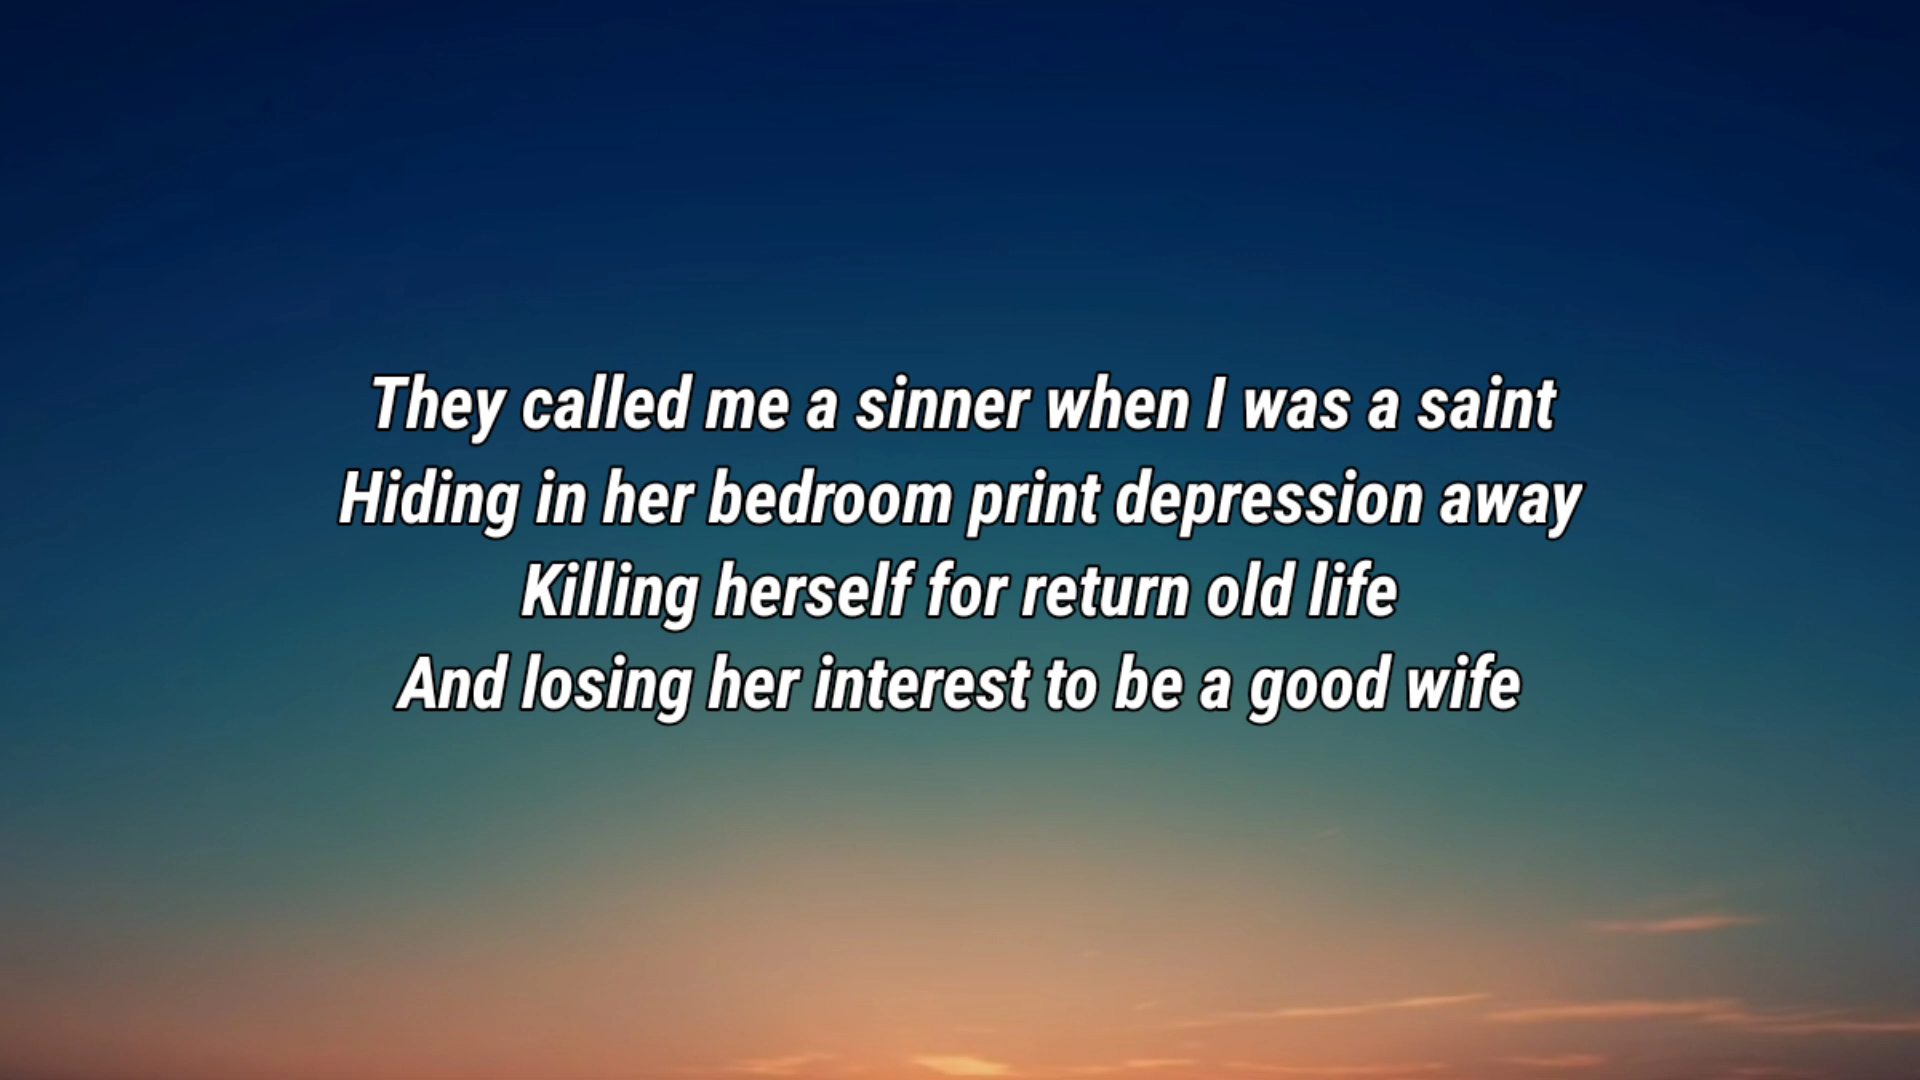 They called me a sinner when I was a saint
Hiding in her bedroom print depression away
Killing herself for return old life
And losing her interest to be a good wife